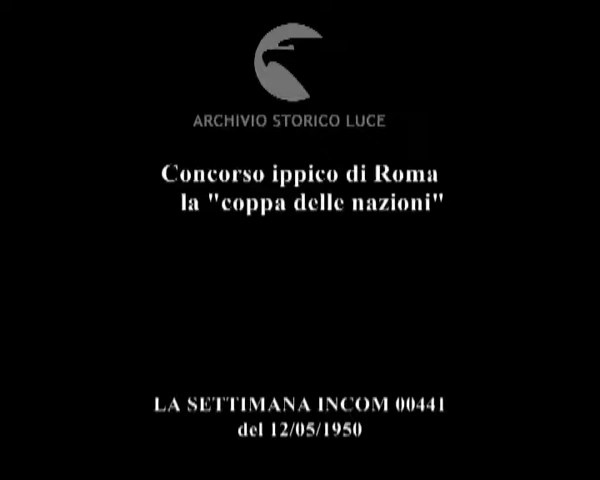 ARCHIVIO STORICO LUCE
Concorso ippico di Roma
la "coppa delle nazioni"
LA SETTIMANA INCOM 00441
del 12/05/1950